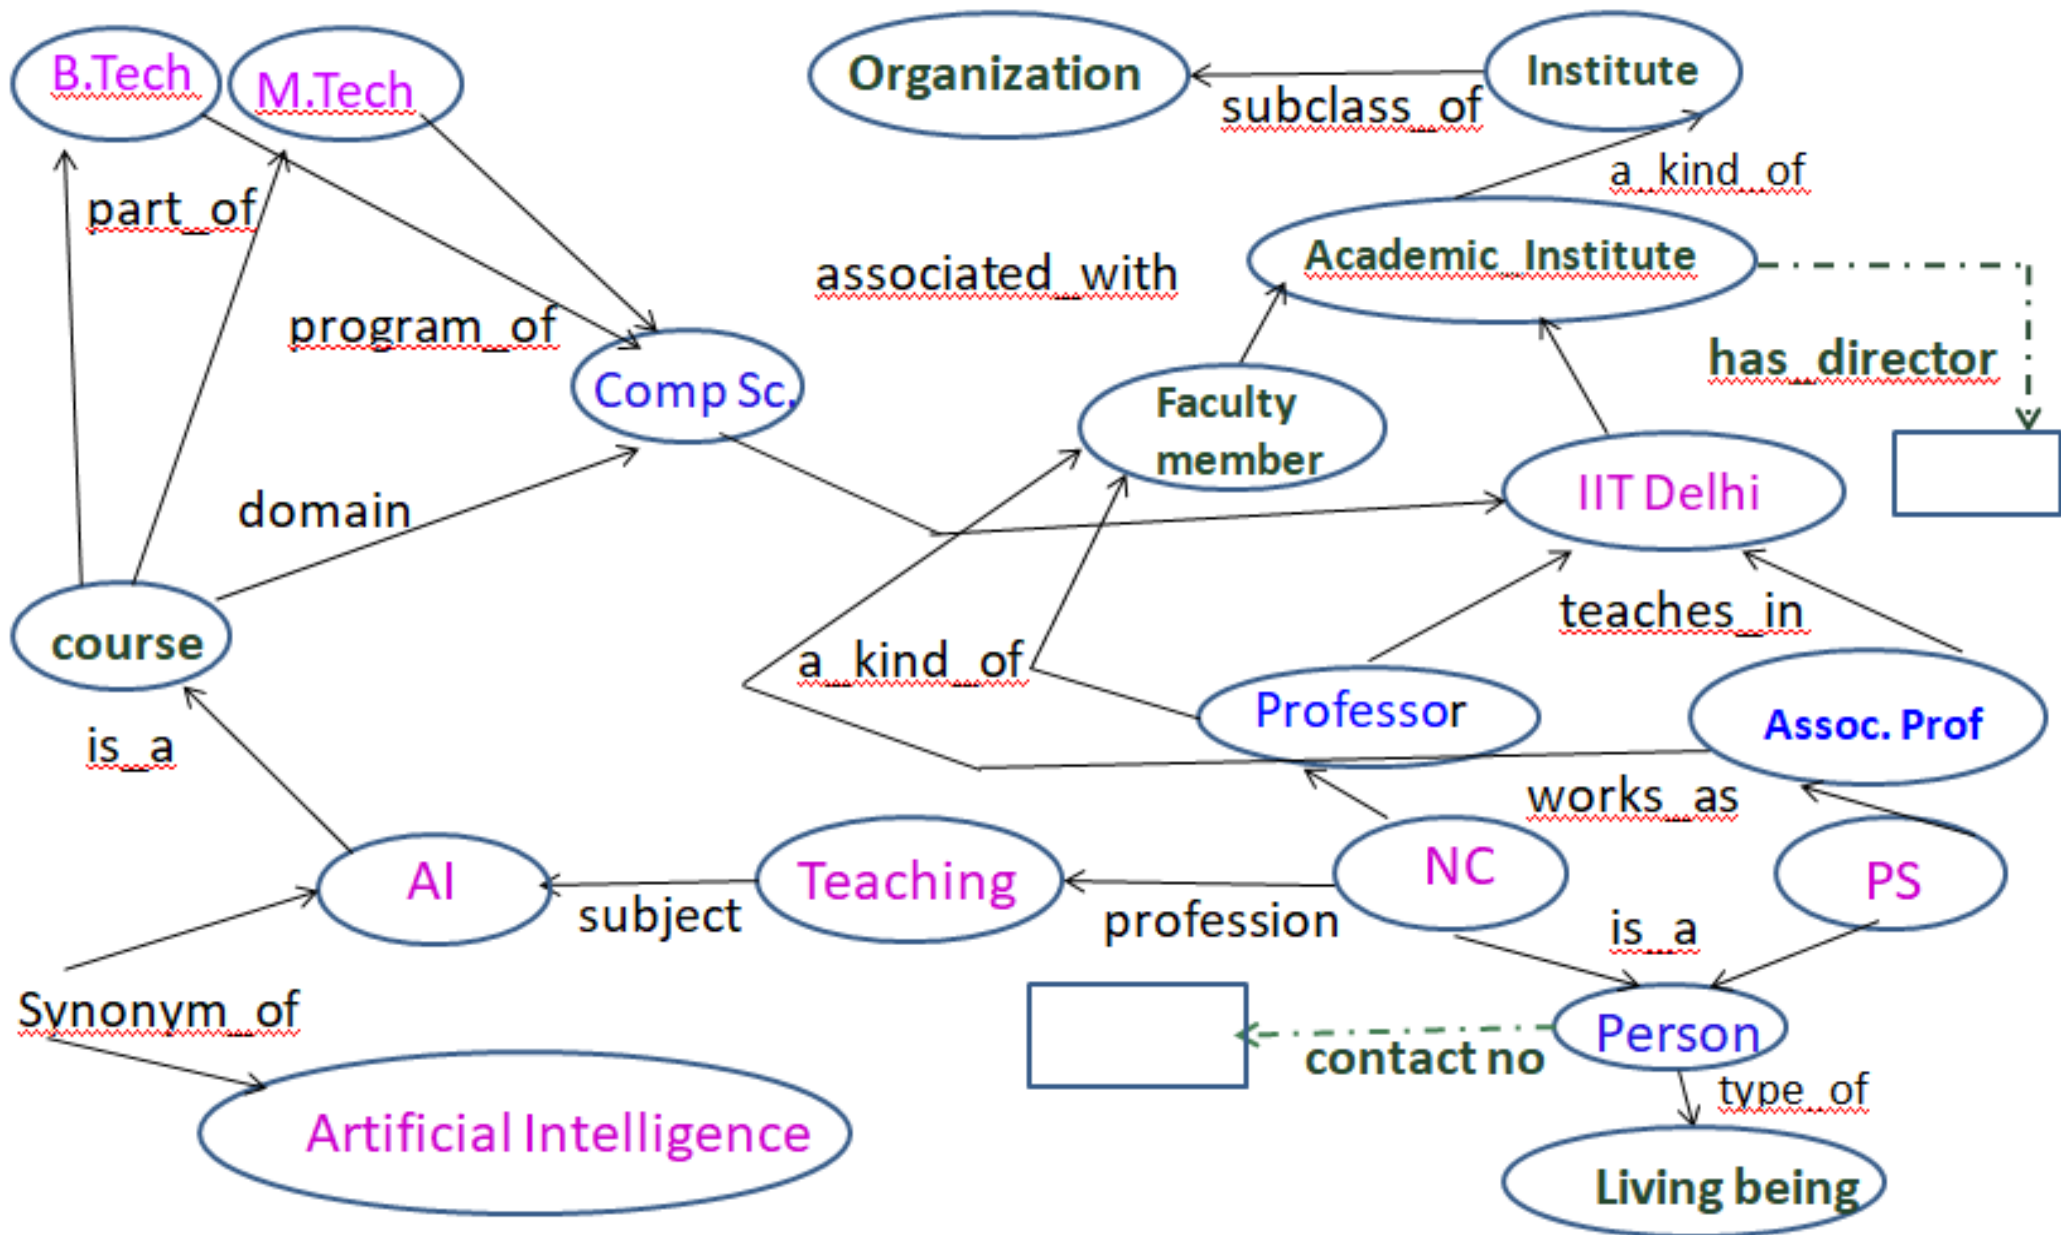 B.Tech
M.Tech
Organization
Institute
subclass_of
a_kind_of
part_of
Academic_Institute
associated_with
program_of
has_director
Comp Sc.
Faculty
member
IIT Delhi
domain
teaches_in
course
a_kind_of
Professor
Assoc. Prof
is_a
works_as
AI
Teaching
NC
PS
subject
profession
is_a
Synonym_of
Person
contact no
type_of
Artificial Intelligence
Living being